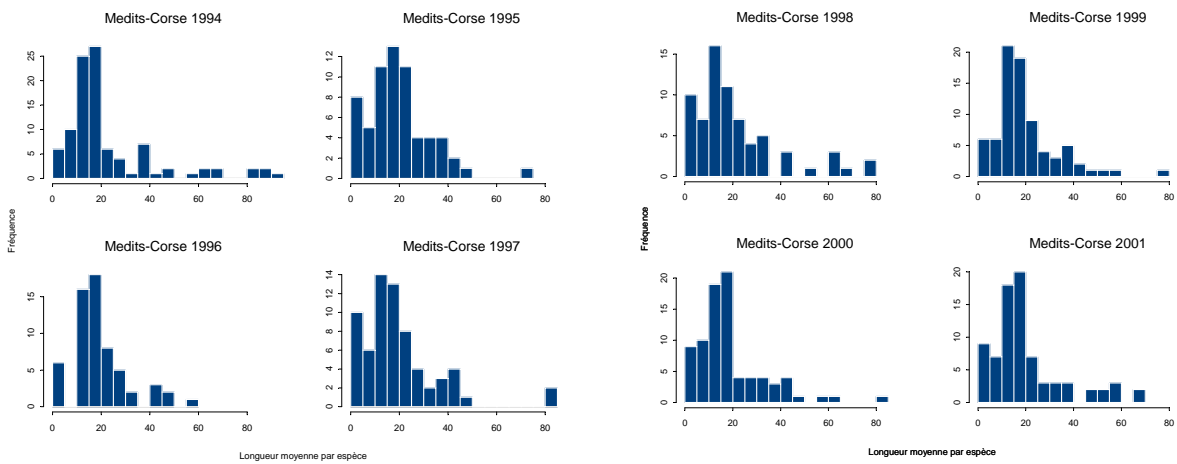 Medits-Corse 1994
0 5 10 15 20 25
0 20 40 60 80
Medits-Corse 1995
0 2 4 6 8 10 12
0 20 40 60 80
Medits-Corse 1996
0 5 10 15
0 20 40 60 80
Medits-Corse 1997
0 2 4 6 8 10 12 14
0 20 40 60 80
Fréquence
Longueur moyenne par espèce
Medits-Corse 1998
0 5 10 15
0 20 40 60 80
Medits-Corse 1999
0 5 10 15 20
0 20 40 60 80
Medits-Corse 2000
0 5 10 15 20
0 20 40 60 80
Medits-Corse 2001
0 5 10 15 20
0 20 40 60 80
Fréquence
Longueur moyenne par espèce